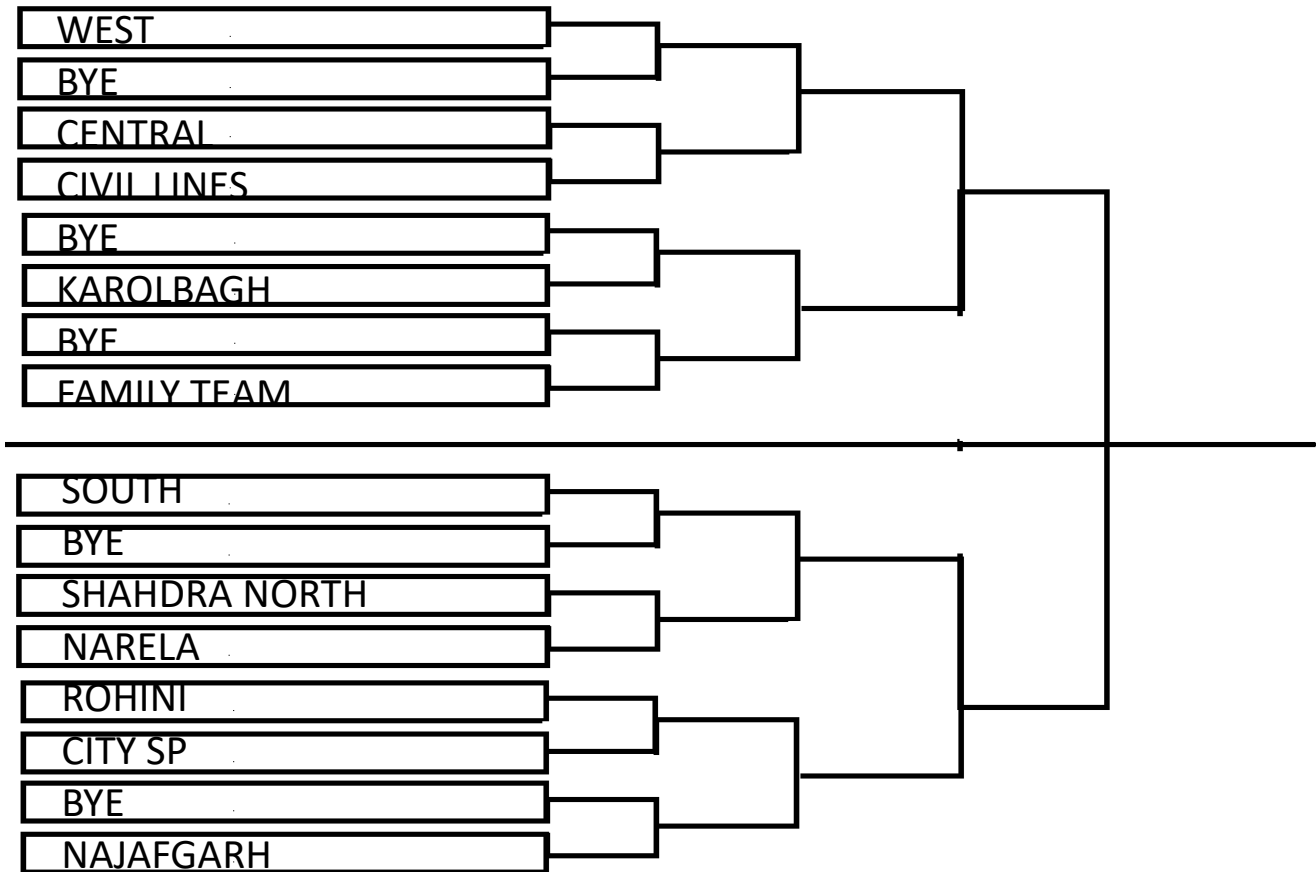 WEST
BYE
CENTRAL
CIVIL LINES
BYE
KAROLBAGH
BYE
FAMILY TEAM
SOUTH
BYE
SHAHDRA NORTH
NARELA
ROHINI
CITY SP
BYE
NAJAFGARH